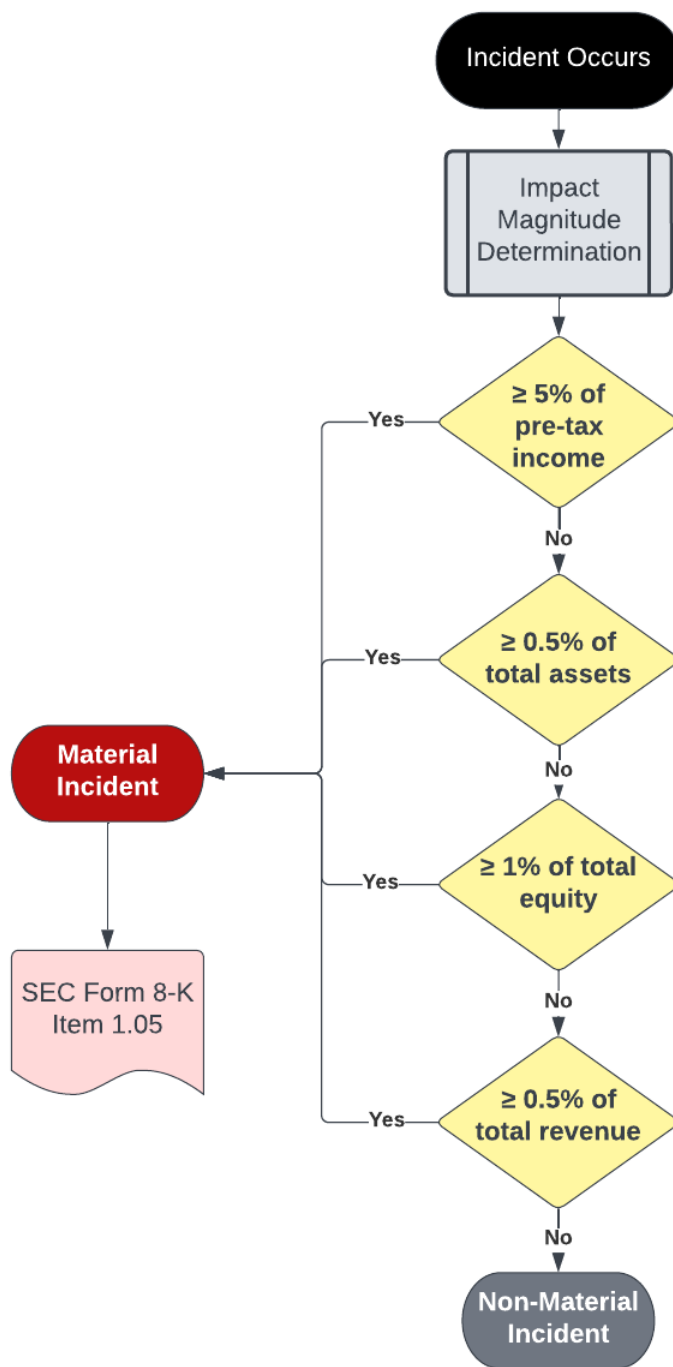 Incident Occurs
Impact
Magnitude
Determination
≥ 5% of
pre-tax
income
Yes
No
≥ 0.5% of
total assets
Yes
No
Material
Incident
≥ 1% of total
equity
Yes
No
SEC Form 8-K
Item 1.05
≥ 0.5% of
total revenue
Yes
No
Non-Material
Incident